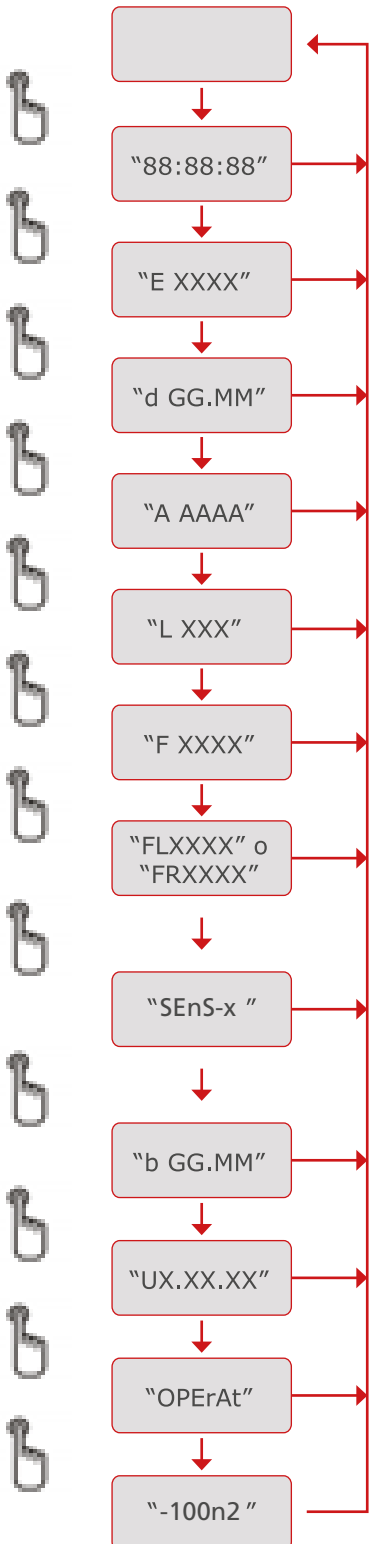 “88:88:88”
“E XXXX”
“d GG.MM”
“A AAAA”
“L XXX”
“F XXXX”
“FLXXXX” o
“FRXXXX”
“SEnS-x ”
“b GG.MM”
“UX.XX.XX”
“OPErAt”
“-100n2 ”